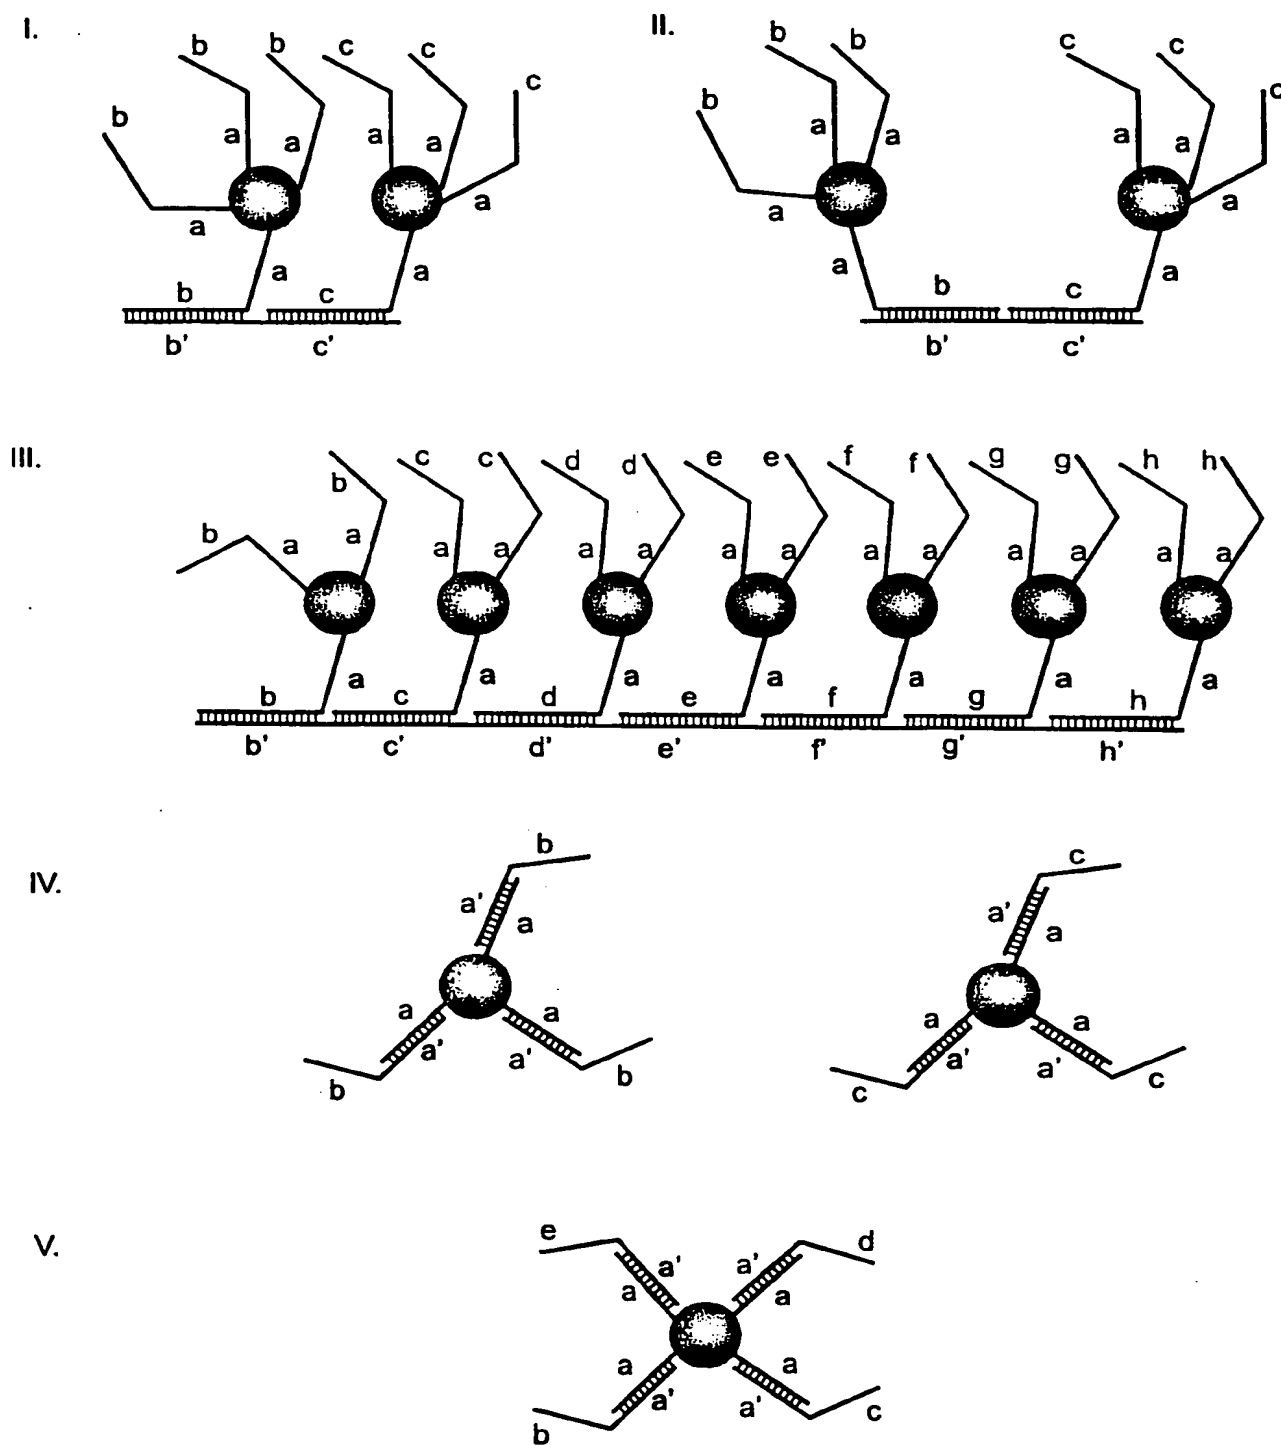 I. II.
b b c c b b c c
b c b c
a a a a a a a a
a a a a
a a a a
b c b c
b' c' b' c'
III.
b c c d d e e f f g g h h
b a a a a a a a a a a a a a a
a a a a a a a
b c d e f g h
b' c' d' e' f' g' h'
IV.
b c
a' a a' a
a a a a
a' a' a' a'
b b c c
V.
e d
a' a'
a a
a a
a' a'
b c